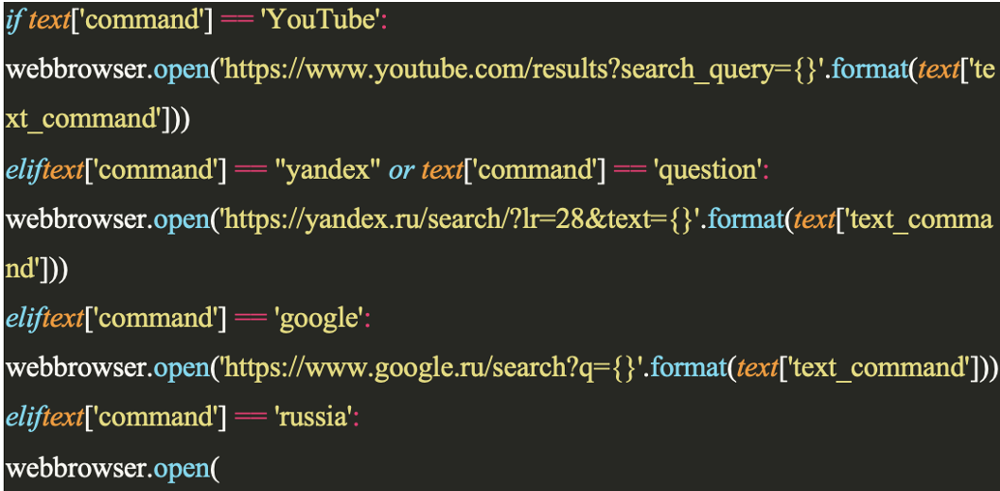 if text['command'] == 'YouTube':
webbrowser.open('https://www.youtube.com/results?search_query={}'.format(text['te
xt_command']))
eliftext['command'] == "yandex" or text['command'] == 'question':
webbrowser.open('https://yandex.ru/search/?lr=28&text={}'.format(text['text_comma
nd']))
eliftext['command'] == 'google':
webbrowser.open('https://www.google.ru/search?q={}'.format(text['text_command']))
eliftext['command'] == 'russia':
webbrowser.open(